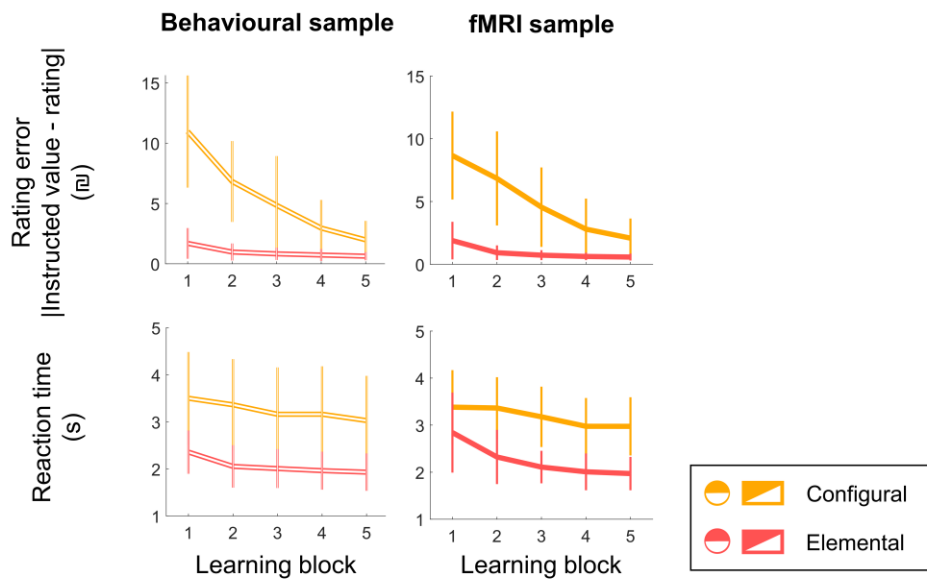 Behavioural sample
fMRI sample
Rating error
|Instructed value - rating|
(₪)
15
10
5
0
1 2 3 4 5
15
10
5
0
1 2 3 4 5
Reaction time
(s)
5
4
3
2
1
1 2 3 4 5
Learning block
5
4
3
2
1
1 2 3 4 5
Learning block
Configural
Elemental